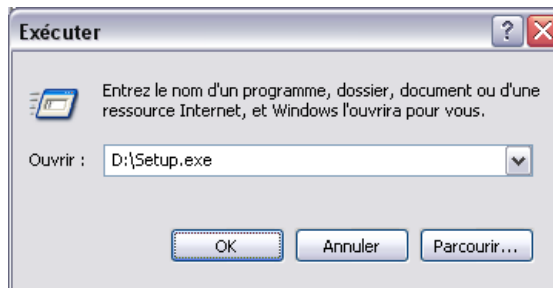 Exécuter
Entrez le nom d'un programme, dossier, document ou d'une
ressource Internet, et Windows l'ouvrira pour vous.
Ouvrir : D:\Setup.exe
OK Annuler Parcourir...